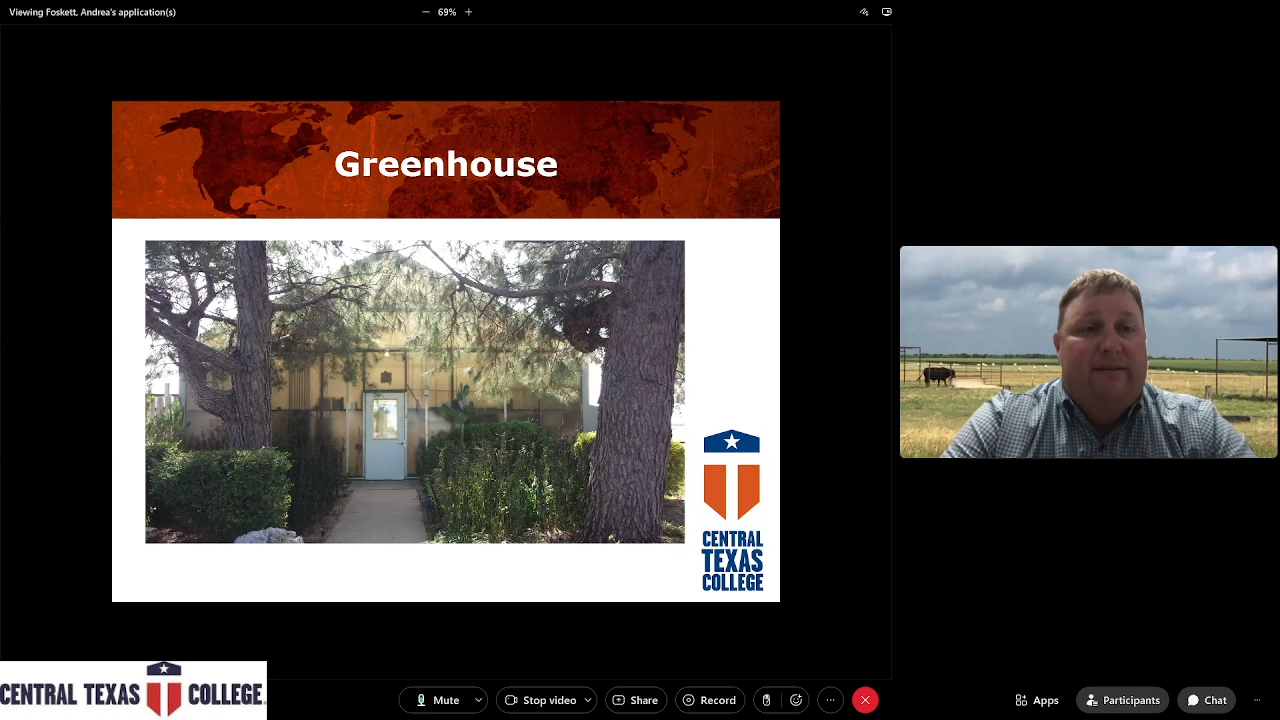 Viewing Foskett, Andrea's application(s)
69%
Greenhouse
CENTRAL
TEXAS
COLLEGE
CENTRAL TEXAS COLLEGE
Mute
Stop video
Share
Record
Apps
Participants
Chat